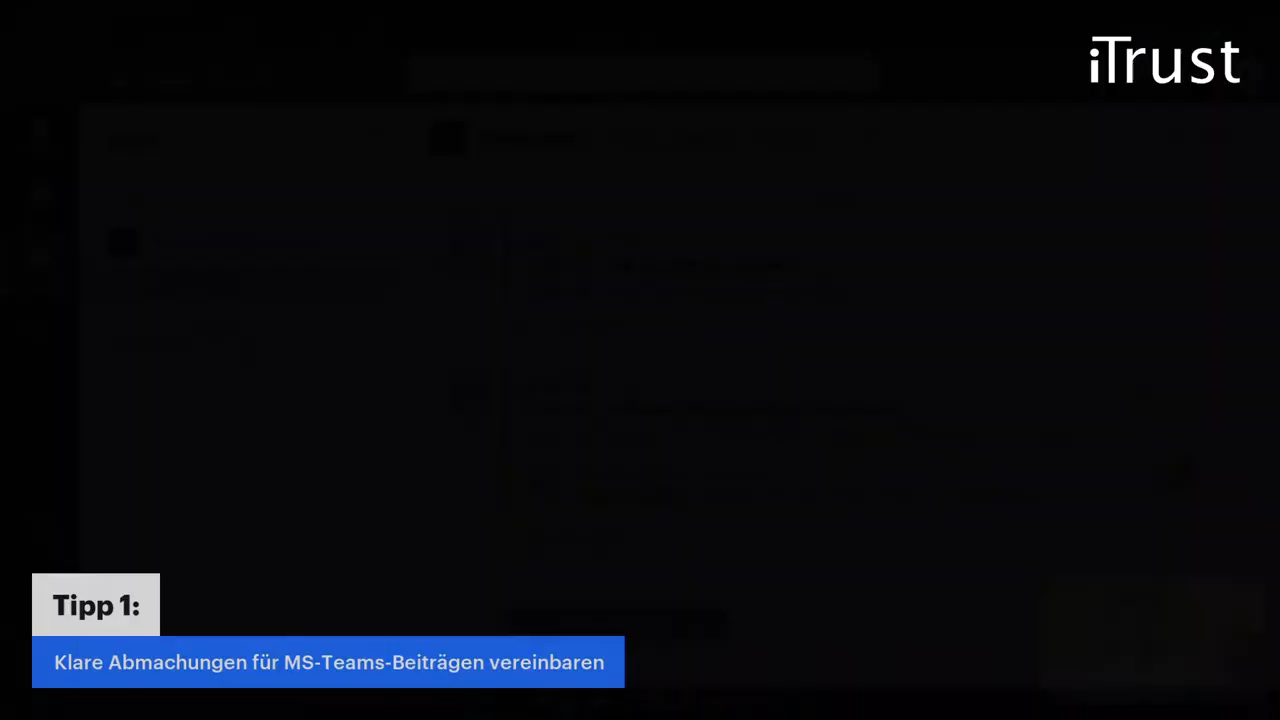 iTrust
Tipp 1:
Klare Abmachungen für MS-Teams-Beiträgen vereinbaren